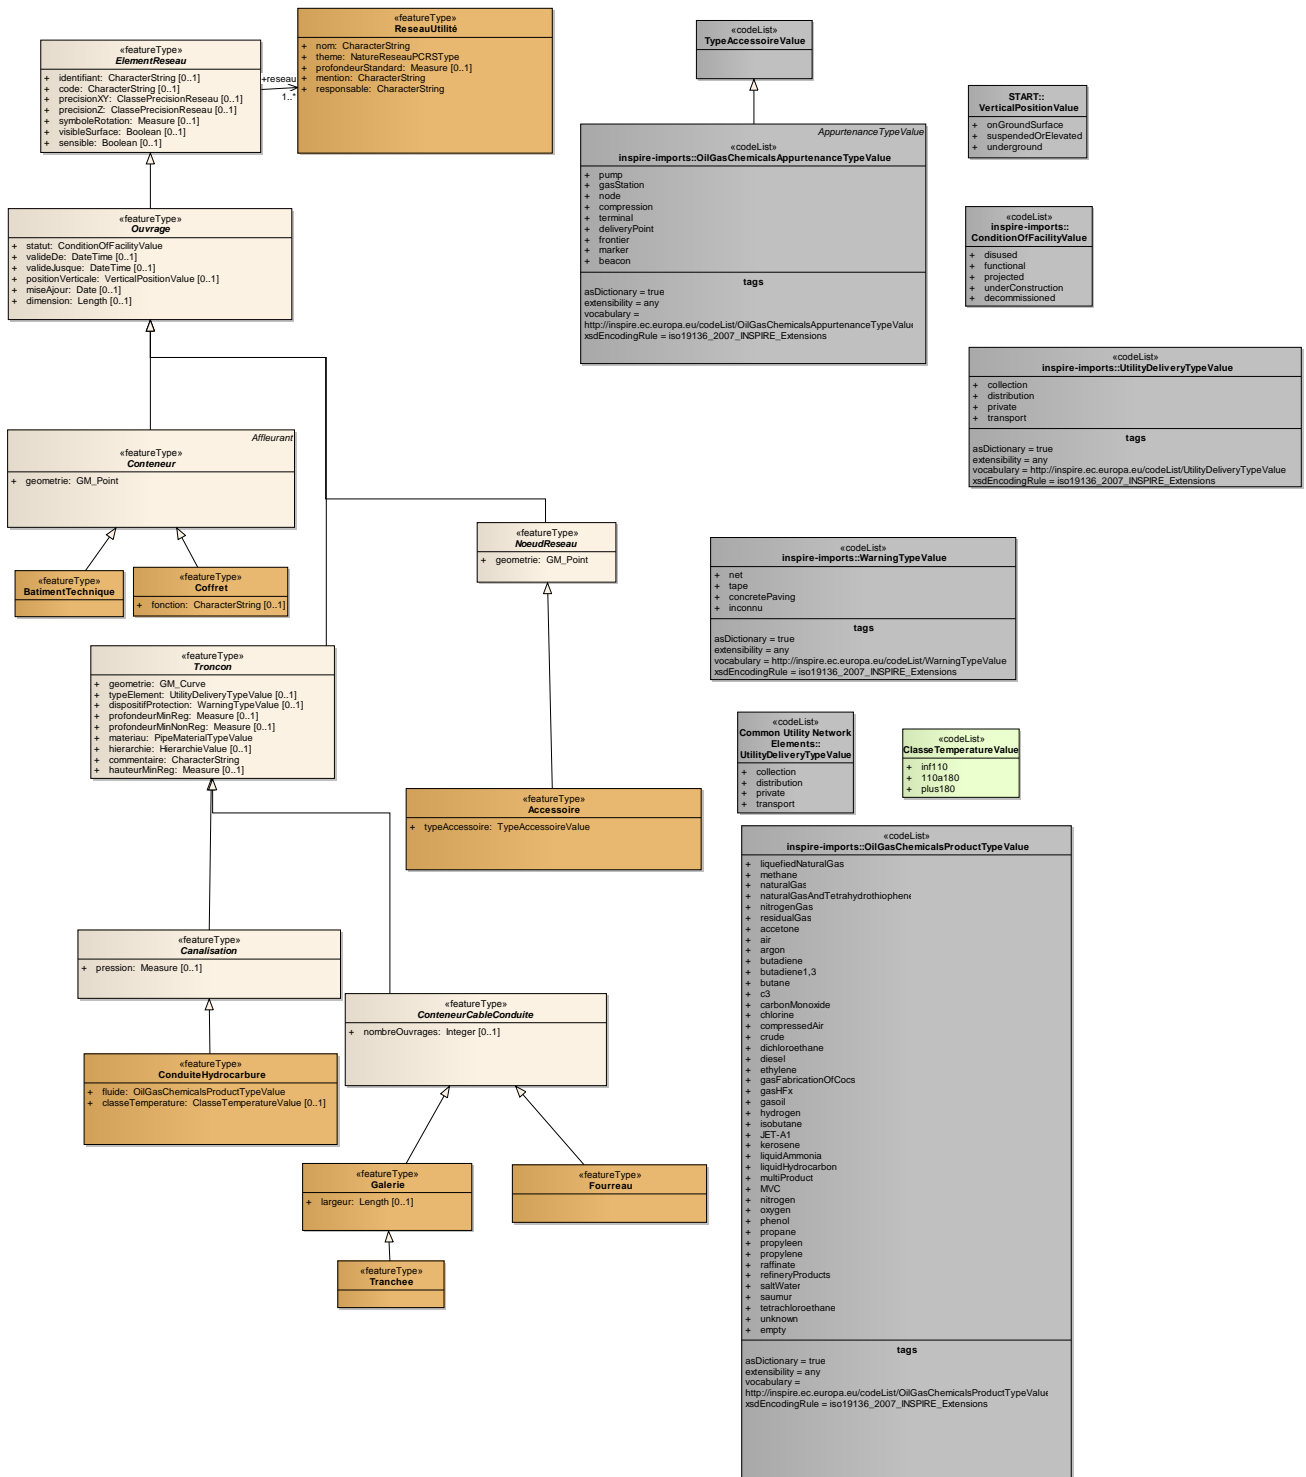 «featureType»
ElementReseau
+ identifiant: CharacterString [0..1]
+ code: CharacterString [0..1]
+ precisionXY: ClassePrecisionReseau [0..1]
+ precisionZ: ClassePrecisionReseau [0..1]
+ symboleRotation: Measure [0..1]
+ visibleSurface: Boolean [0..1]
+ sensible: Boolean [0..1]
+reseau
1..*
«featureType»
ReseauUtilité
+ nom: CharacterString
+ theme: NatureReseauPCRSType
+ profondeurStandard: Measure [0..1]
+ mention: CharacterString
+ responsable: CharacterString
«codeList»
TypeAccessoireValue
AppurtenanceTypeValue
«codeList»
inspire-imports::OilGasChemicalsAppurtenanceTypeValue
+ pump
+ gasStation
+ node
+ compression
+ terminal
+ deliveryPoint
+ frontier
+ marker
+ beacon
tags
asDictionary = true
extensibility = any
vocabulary =
http://inspire.ec.europa.eu/codeList/OilGasChemicalsAppurtenanceTypeValue
xsdEncodingRule = iso19136_2007_INSPIRE_Extensions
START::
VerticalPositionValue
+ onGroundSurface
+ suspendedOrElevated
+ underground
«codeList»
inspire-imports::
ConditionOfFacilityValue
+ disused
+ functional
+ projected
+ underConstruction
+ decommissioned
«codeList»
inspire-imports::UtilityDeliveryTypeValue
+ collection
+ distribution
+ private
+ transport
tags
asDictionary = true
extensibility = any
vocabulary = http://inspire.ec.europa.eu/codeList/UtilityDeliveryTypeValue
xsdEncodingRule = iso19136_2007_INSPIRE_Extensions
«featureType»
Ouvrage
+ statut: ConditionOfFacilityValue
+ valideDe: DateTime [0..1]
+ valideJusque: DateTime [0..1]
+ positionVerticale: VerticalPositionValue [0..1]
+ miseAjour: Date [0..1]
+ dimension: Length [0..1]
Affleurant
«featureType»
Conteneur
+ geometrie: GM_Point
«featureType»
BatimentTechnique
«featureType»
Coffret
+ fonction: CharacterString [0..1]
«featureType»
NoeudReseau
+ geometrie: GM_Point
«codeList»
inspire-imports::WarningTypeValue
+ net
+ tape
+ concretePaving
+ inconnu
tags
asDictionary = true
extensibility = any
vocabulary = http://inspire.ec.europa.eu/codeList/WarningTypeValue
xsdEncodingRule = iso19136_2007_INSPIRE_Extensions
«featureType»
Troncon
+ geometrie: GM_Curve
+ typeElement: UtilityDeliveryTypeValue [0..1]
+ dispositifProtection: WarningTypeValue [0..1]
+ profondeurMinReg: Measure [0..1]
+ profondeurMinNonReg: Measure [0..1]
+ materiau: PipeMaterialTypeValue
+ hierarchie: HierarchieValue [0..1]
+ commentaire: CharacterString
+ hauteurMinReg: Measure [0..1]
«codeList»
Common Utility Network
Elements::
UtilityDeliveryTypeValue
+ collection
+ distribution
+ private
+ transport
«codeList»
ClasseTemperatureValue
+ inf110
+ 110a180
+ plus180
«featureType»
Accessoire
+ typeAccessoire: TypeAccessoireValue
«codeList»
inspire-imports::OilGasChemicalsProductTypeValue
+ liquefiedNaturalGas
+ methane
+ naturalGas
+ naturalGasAndTetrahydrothiophene
+ nitrogenGas
+ residualGas
+ accetone
+ air
+ argon
+ butadiene
+ butadiene1,3
+ butane
+ c3
+ carbonMonoxide
+ chlorine
+ compressedAir
+ crude
+ dichloroethane
+ diesel
+ ethylene
+ gasFabricationOfCocs
+ gasHFx
+ gasoil
+ hydrogen
+ isobutane
+ JET-A1
+ kerosene
+ liquidAmmonia
+ liquidHydrocarbon
+ multiProduct
+ MVC
+ nitrogen
+ oxygen
+ phenol
+ propane
+ propyleen
+ propylene
+ raffinate
+ refineryProducts
+ saltWater
+ saumur
+ tetrachloroethane
+ unknown
+ empty
tags
asDictionary = true
extensibility = any
vocabulary =
http://inspire.ec.europa.eu/codeList/OilGasChemicalsProductTypeValue
xsdEncodingRule = iso19136_2007_INSPIRE_Extensions
«featureType»
Canalisation
+ pression: Measure [0..1]
«featureType»
ConteneurCableConduite
+ nombreOuvrages: Integer [0..1]
«featureType»
ConduiteHydrocarbure
+ fluide: OilGasChemicalsProductTypeValue
+ classeTemperature: ClasseTemperatureValue [0..1]
«featureType»
Galerie
+ largeur: Length [0..1]
«featureType»
Fourreau
«featureType»
Tranchee